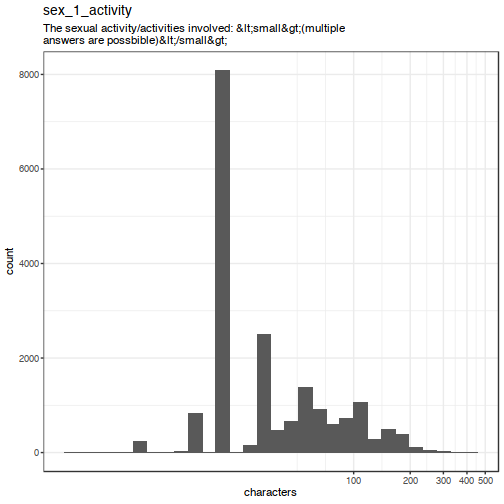 sex_1_activity
The sexual activity/activities involved: &lt;small&gt;(multiple
answers are possbible)&lt;/small&gt;
8000
6000
4000
2000
0
count
100 200 300 400 500
characters